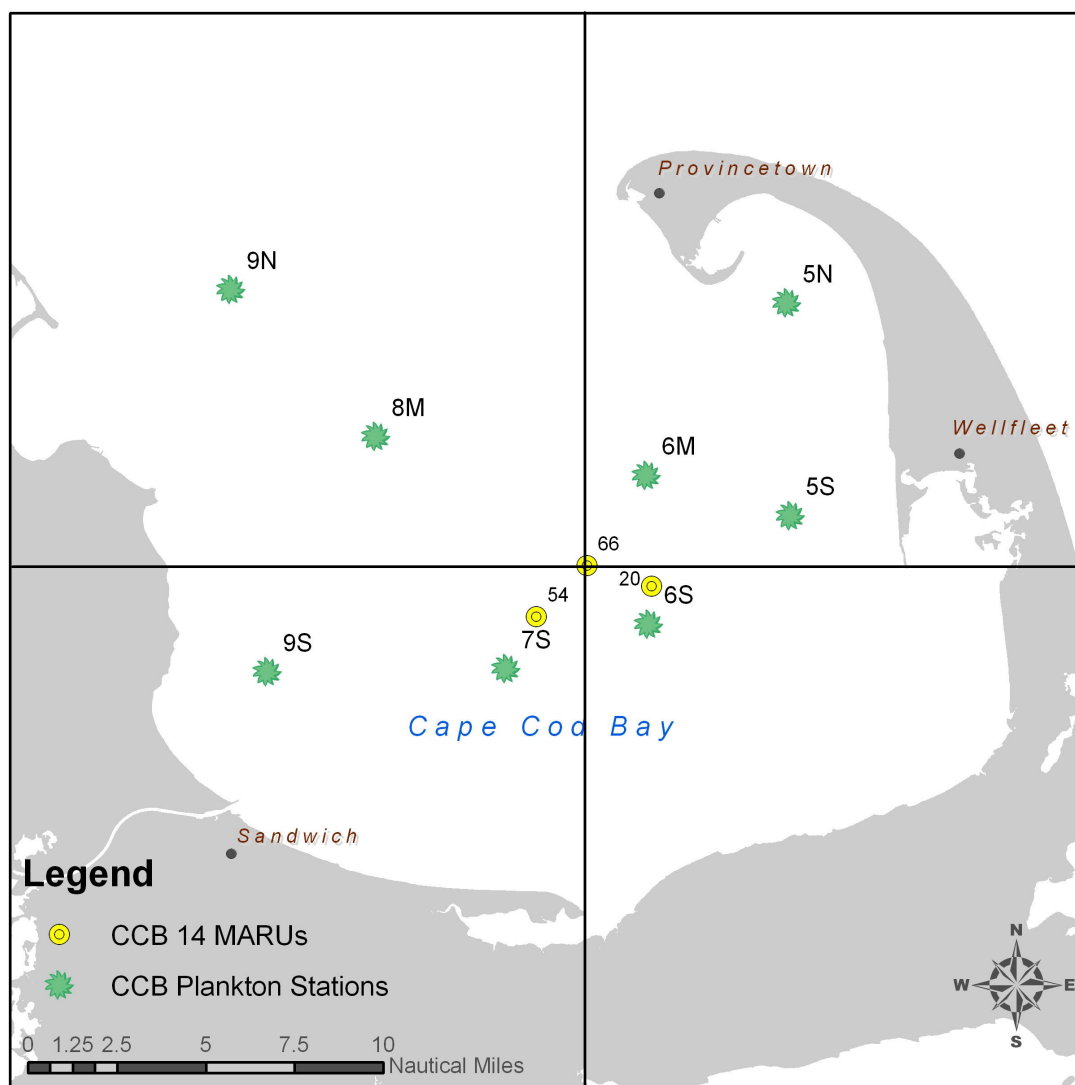 Provincetown
9N
5N
8M
Wellfleet
6M
5S
66
20
54
6S
7S
9S
Cape Cod Bay
Sandwich
Legend
CCB 14 MARUs
CCB Plankton Stations
N
W E
S
0 1.25 2.5 5 7.5 10
Nautical Miles